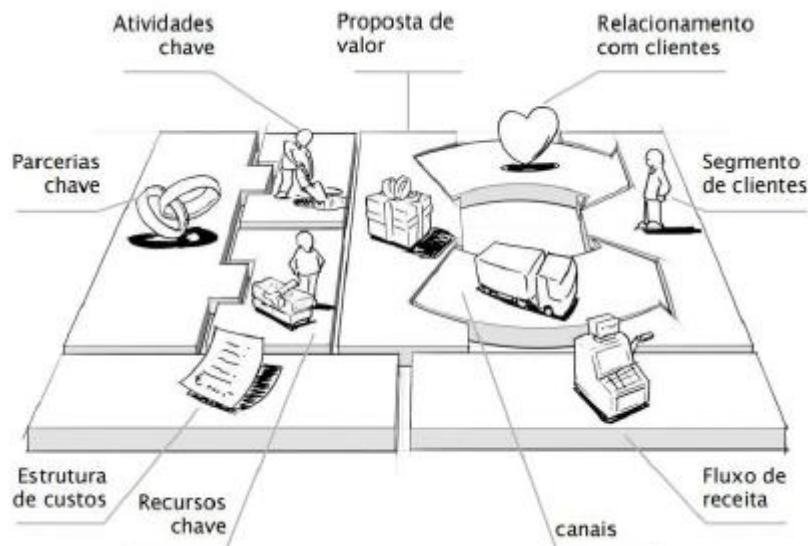 Atividades
chave
Proposta de
valor
Relacionamento
com clientes
Parcerias
chave
Segmento
de clientes
Estrutura
de custos
Recursos
chave
canais
Fluxo de
receita